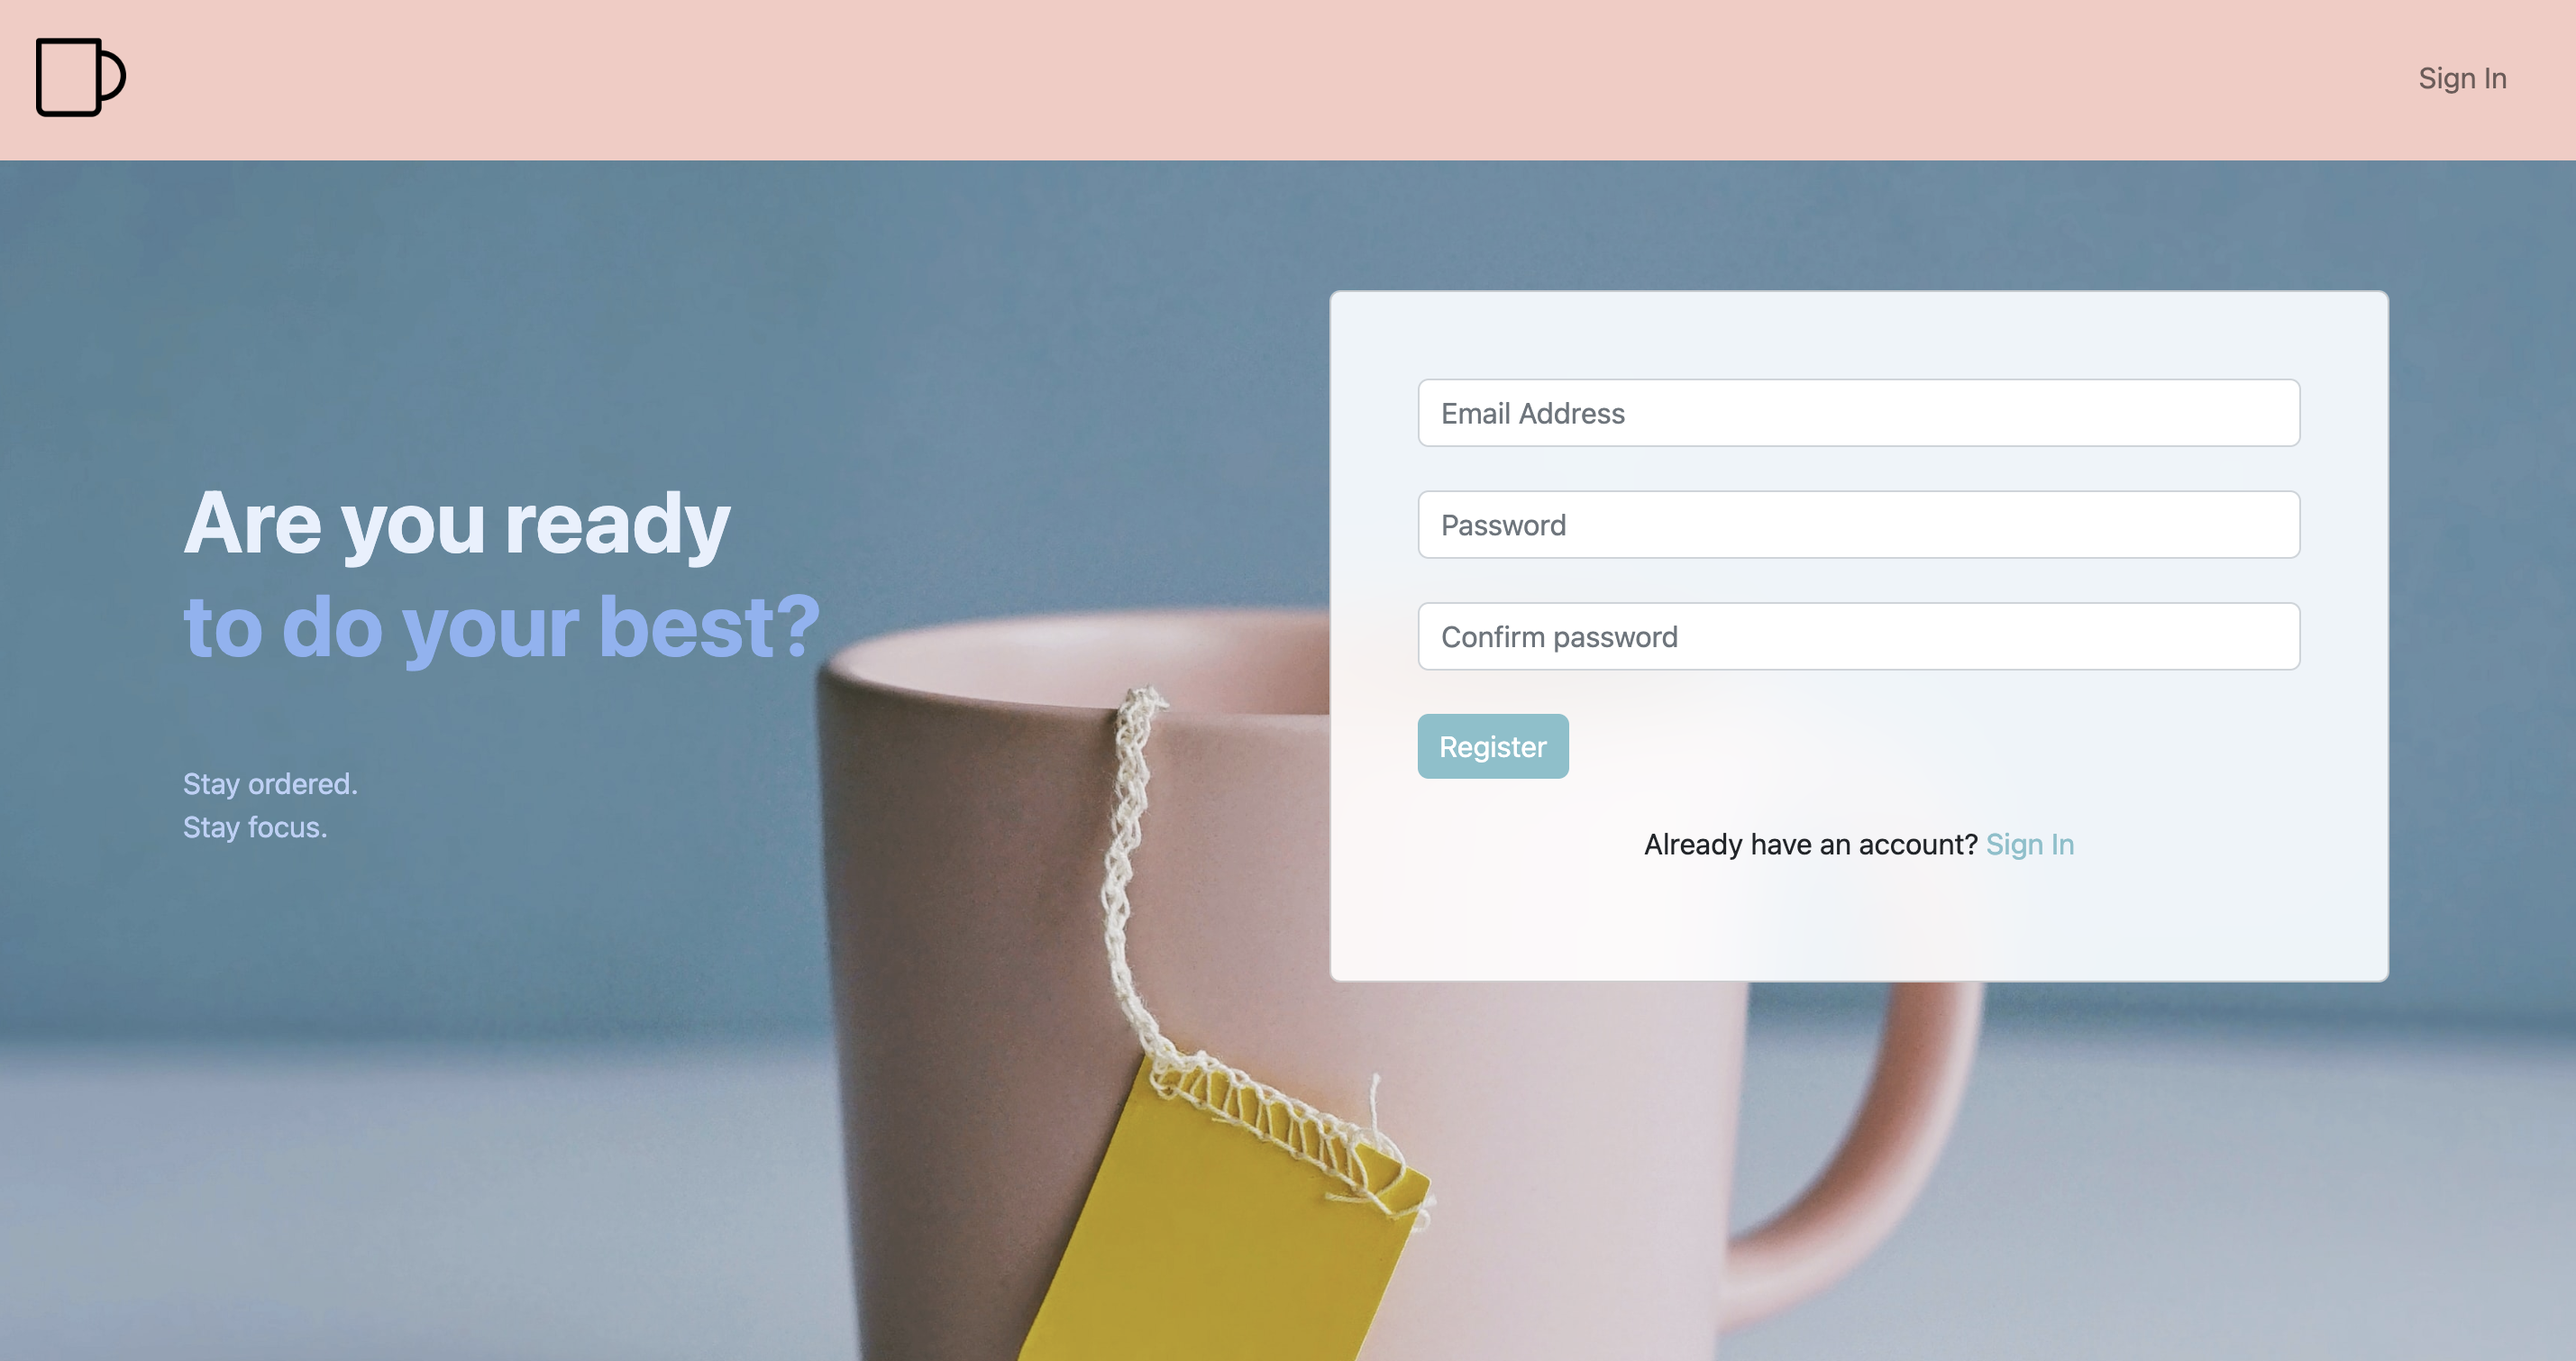 Sign In
Are you ready
to do your best?
Stay ordered.
Stay focus.
Email Address
Password
Confirm password
Register
Already have an account? Sign In